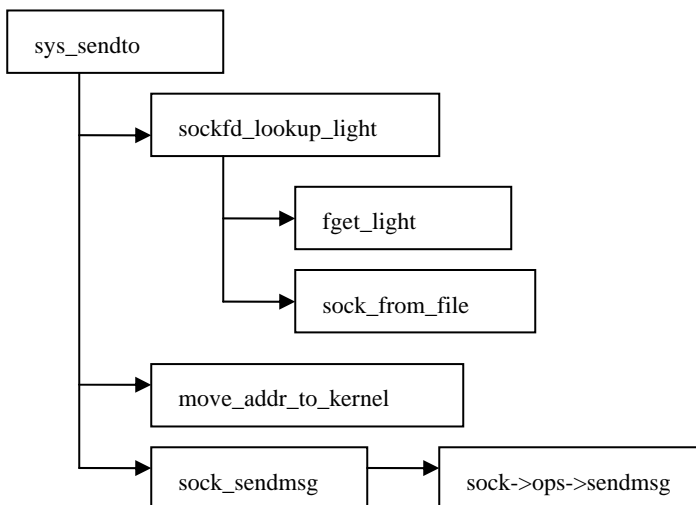 sys_sendto
sockfd_lookup_light
fget_light
sock_from_file
move_addr_to_kernel
sock_sendmsg
sock->ops->sendmsg